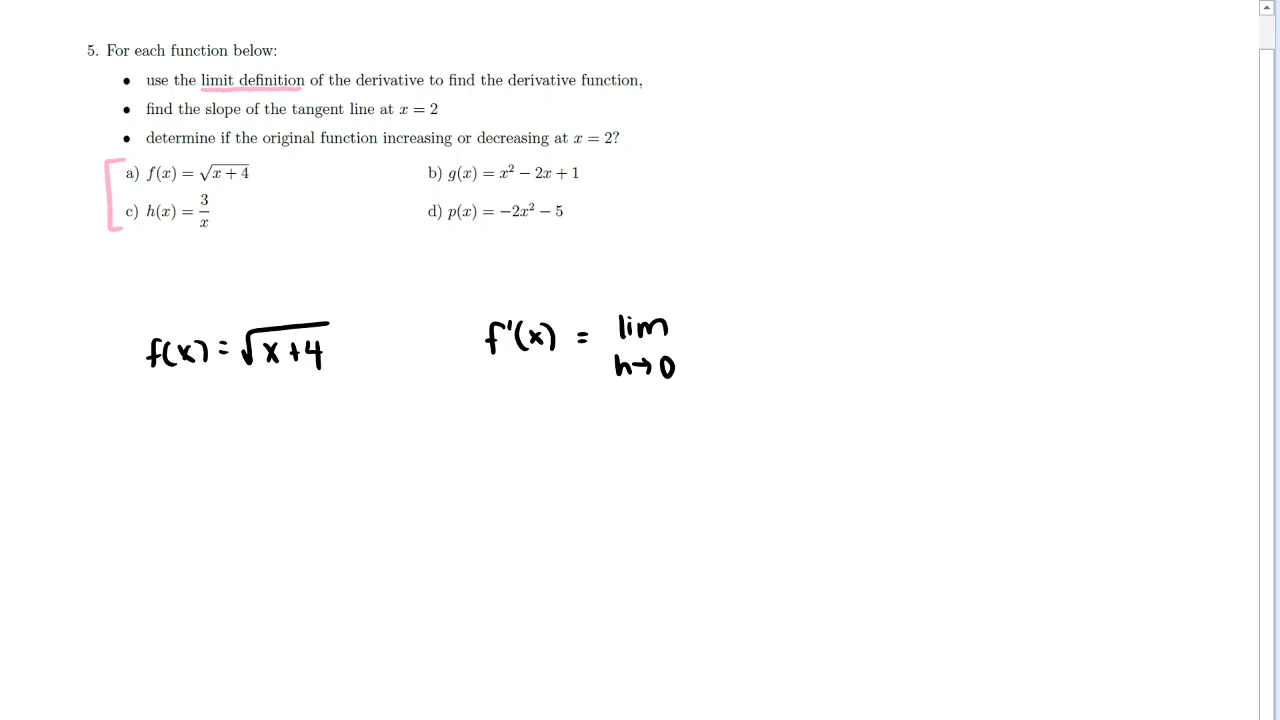 5. For each function below:
• use the limit definition of the derivative to find the derivative function,
• find the slope of the tangent line at x = 2
• determine if the original function increasing or decreasing at x = 2?
a) f(x) = √(x + 4) b) g(x) = x² − 2x + 1
c) h(x) = 3/x d) p(x) = −2x² − 5
f(x) = √(x+4) f'(x) = lim h→0